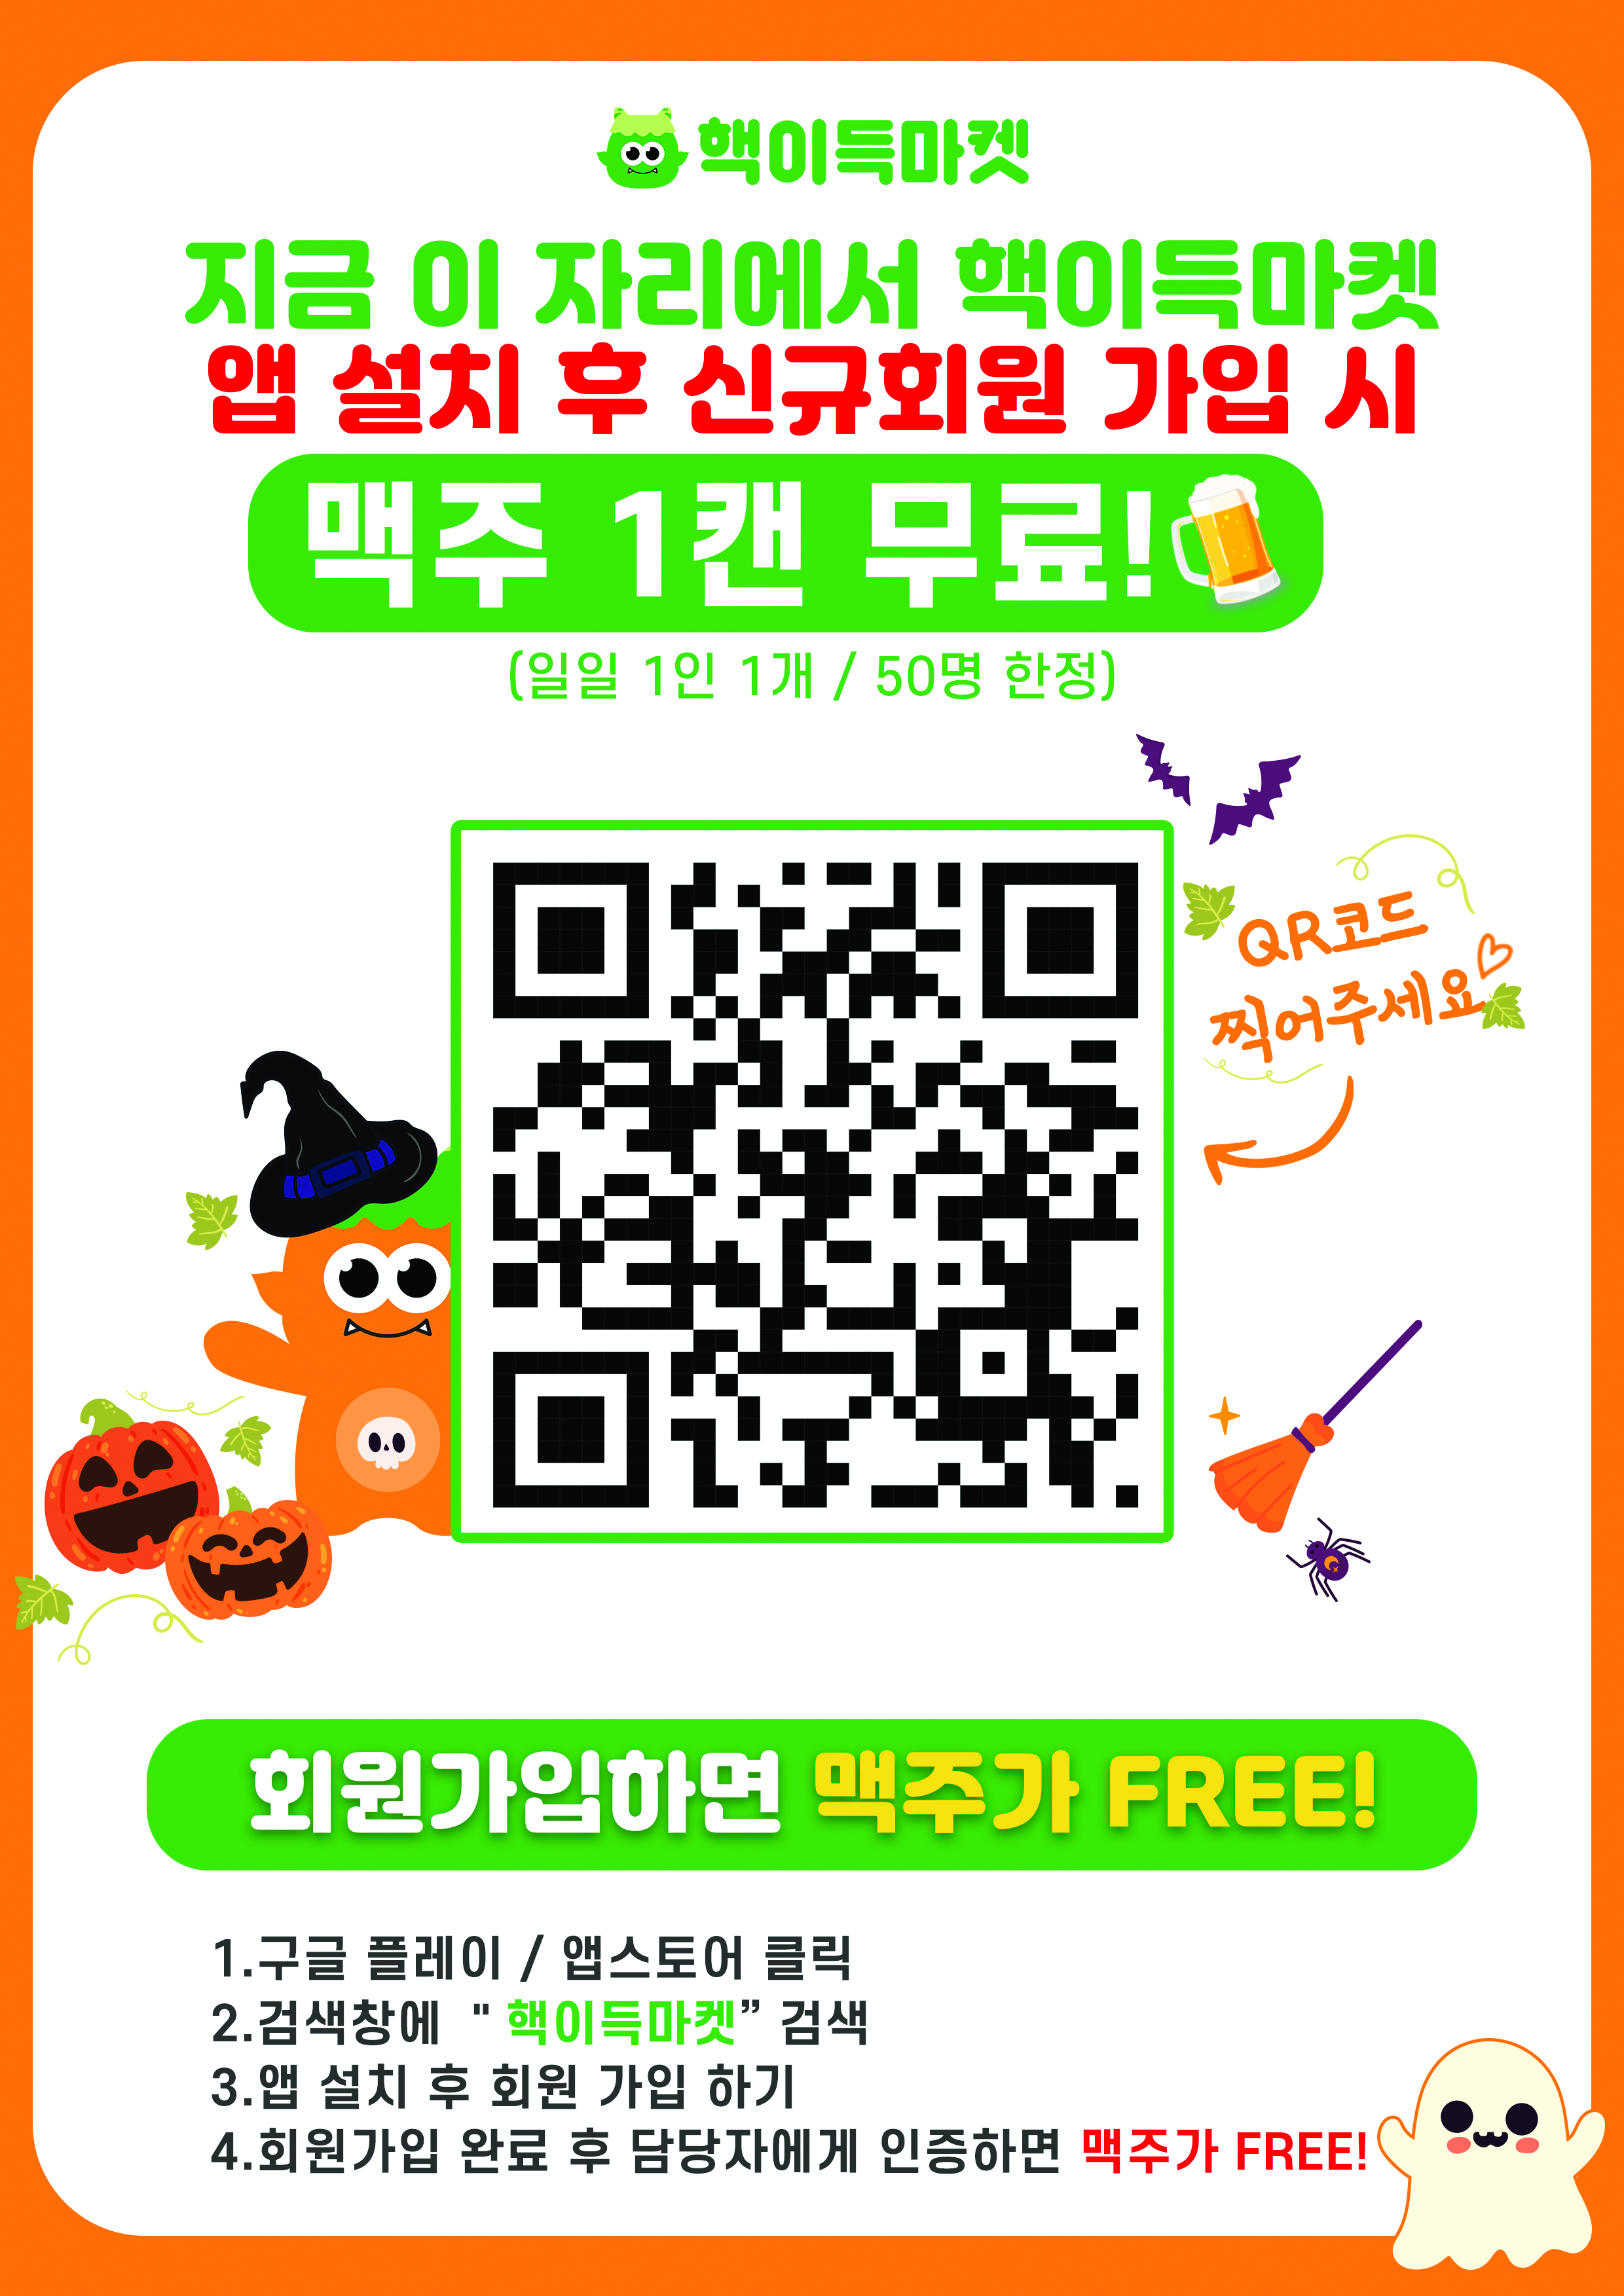 핵이득마켓
지금 이 자리에서 핵이득마켓
앱 설치 후 신규회원 가입 시
맥주 1캔 무료!
(일일 1인 1개 / 50명 한정)
QR코드
찍어주세요
회원가입하면 맥주가 FREE!
1.구글 플레이 / 앱스토어 클릭
2.검색창에 " 핵이득마켓” 검색
3.앱 설치 후 회원 가입 하기
4.회원가입 완료 후 담당자에게 인증하면 맥주가 FREE!